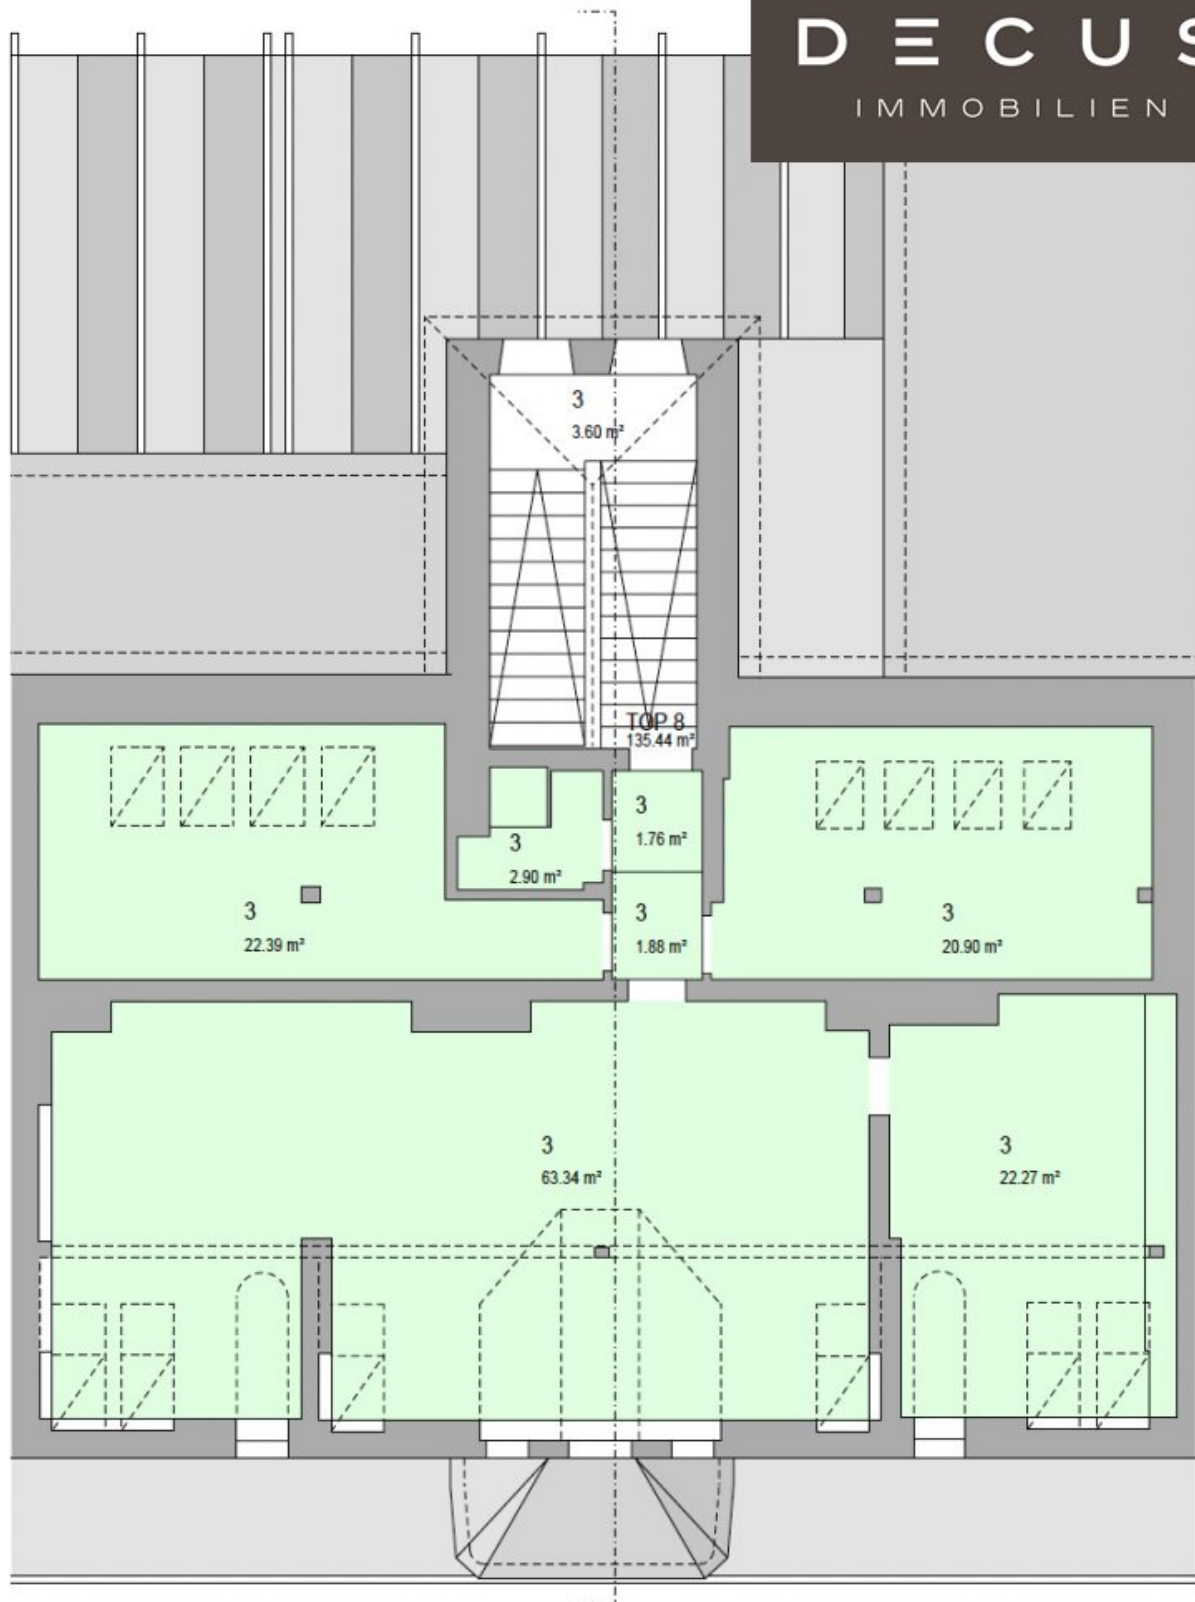 DECUS
IMMOBILIEN
3
3.60 m²
TOP 8
135.44 m²
3
1.76 m²
3
2.90 m²
3
22.39 m²
3
1.88 m²
3
20.90 m²
3
63.34 m²
3
22.27 m²